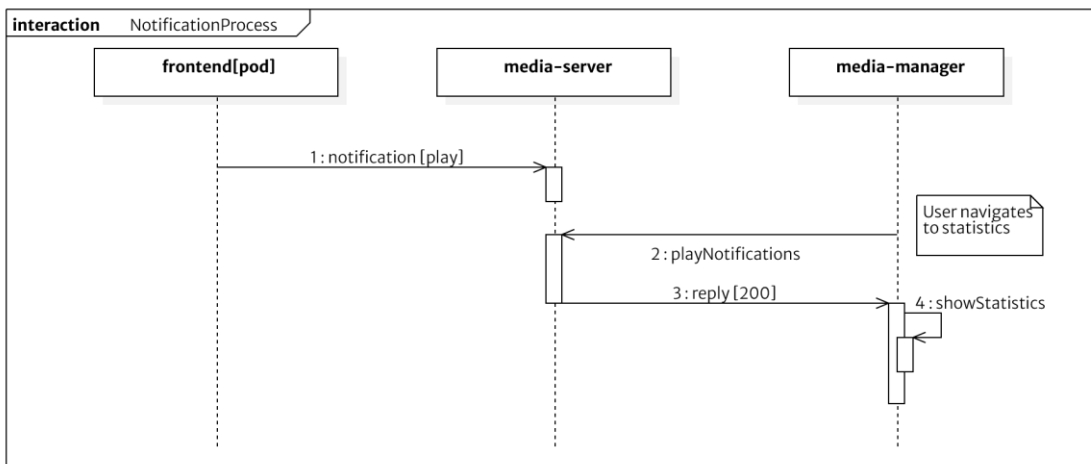 interaction NotificationProcess
frontend[pod]
media-server
media-manager
1 : notification [play]
User navigates
to statistics
2 : playNotifications
3 : reply [200]
4 : showStatistics